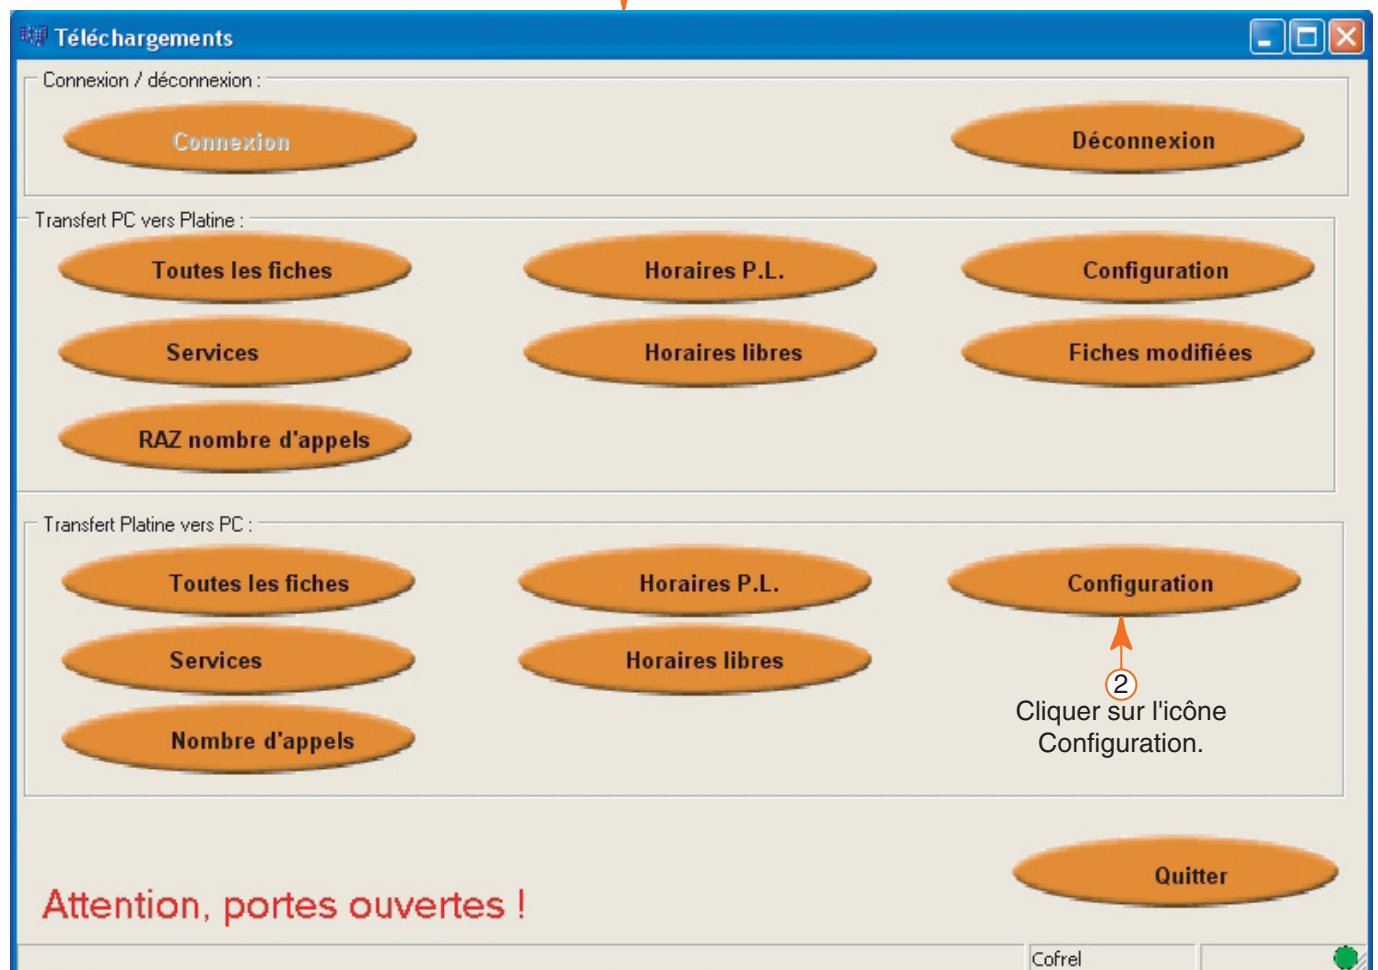 Téléchargements
Connexion / déconnexion :
Connexion
Déconnexion
Transfert PC vers Platine :
Toutes les fiches
Horaires P.L.
Configuration
Services
Horaires libres
Fiches modifiées
RAZ nombre d'appels
Transfert Platine vers PC :
Toutes les fiches
Horaires P.L.
Configuration
Services
Horaires libres
2
Cliquer sur l'icône
Configuration.
Nombre d'appels
Quitter
Attention, portes ouvertes !
Cofrel